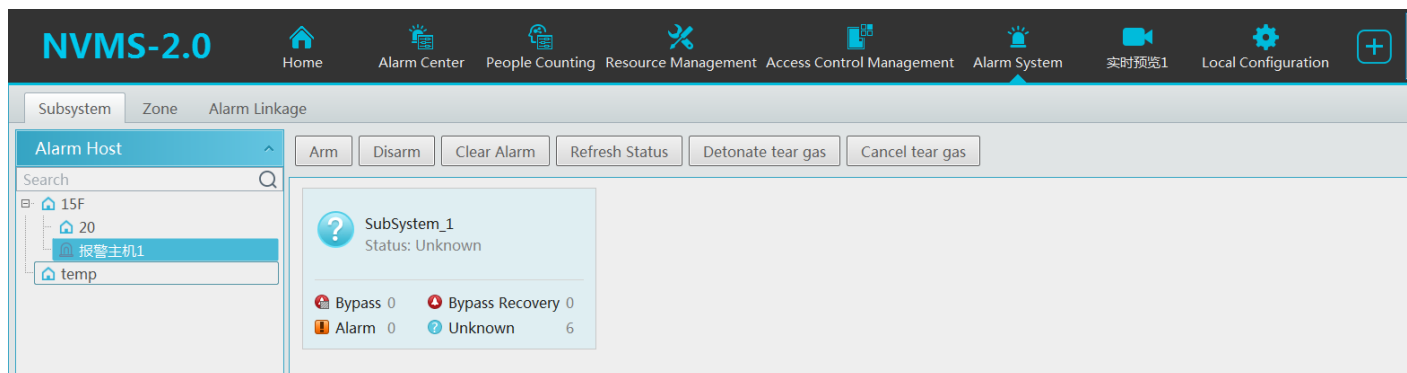 NVMS-2.0
Home Alarm Center People Counting Resource Management Access Control Management Alarm System 实时预览1 Local Configuration
Subsystem Zone Alarm Linkage
Alarm Host
Arm Disarm Clear Alarm Refresh Status Detonate tear gas Cancel tear gas
Search
15F
20
报警主机1
temp
SubSystem_1
Status: Unknown
Bypass 0 Bypass Recovery 0
Alarm 0 Unknown 6